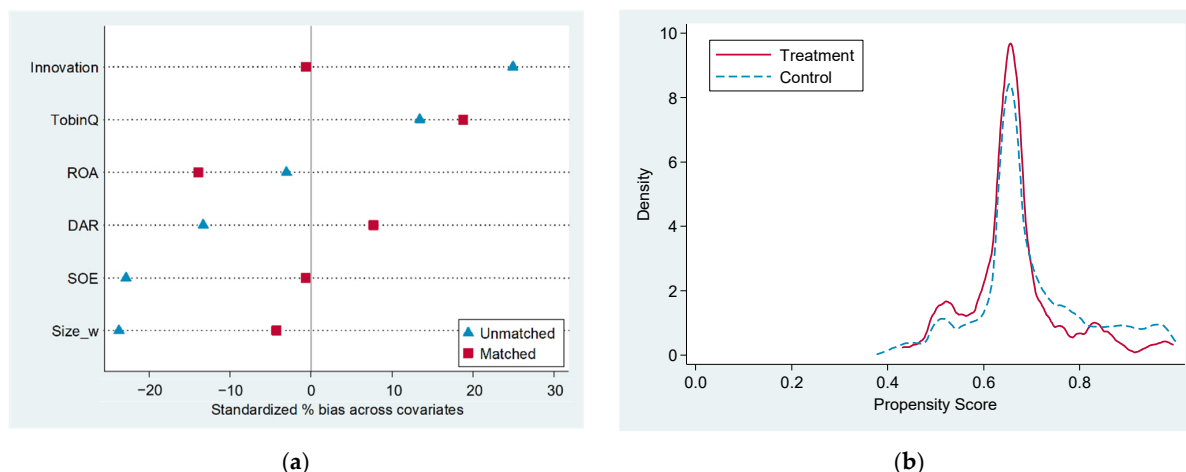 Innovation
TobinQ
ROA
DAR
SOE
Size_w
Unmatched
Matched
−20 −10 0 10 20 30
Standardized % bias across covariates
(a)
10
8
6
4
2
0
Density
Treatment
Control
0.0 0.2 0.4 0.6 0.8
Propensity Score
(b)